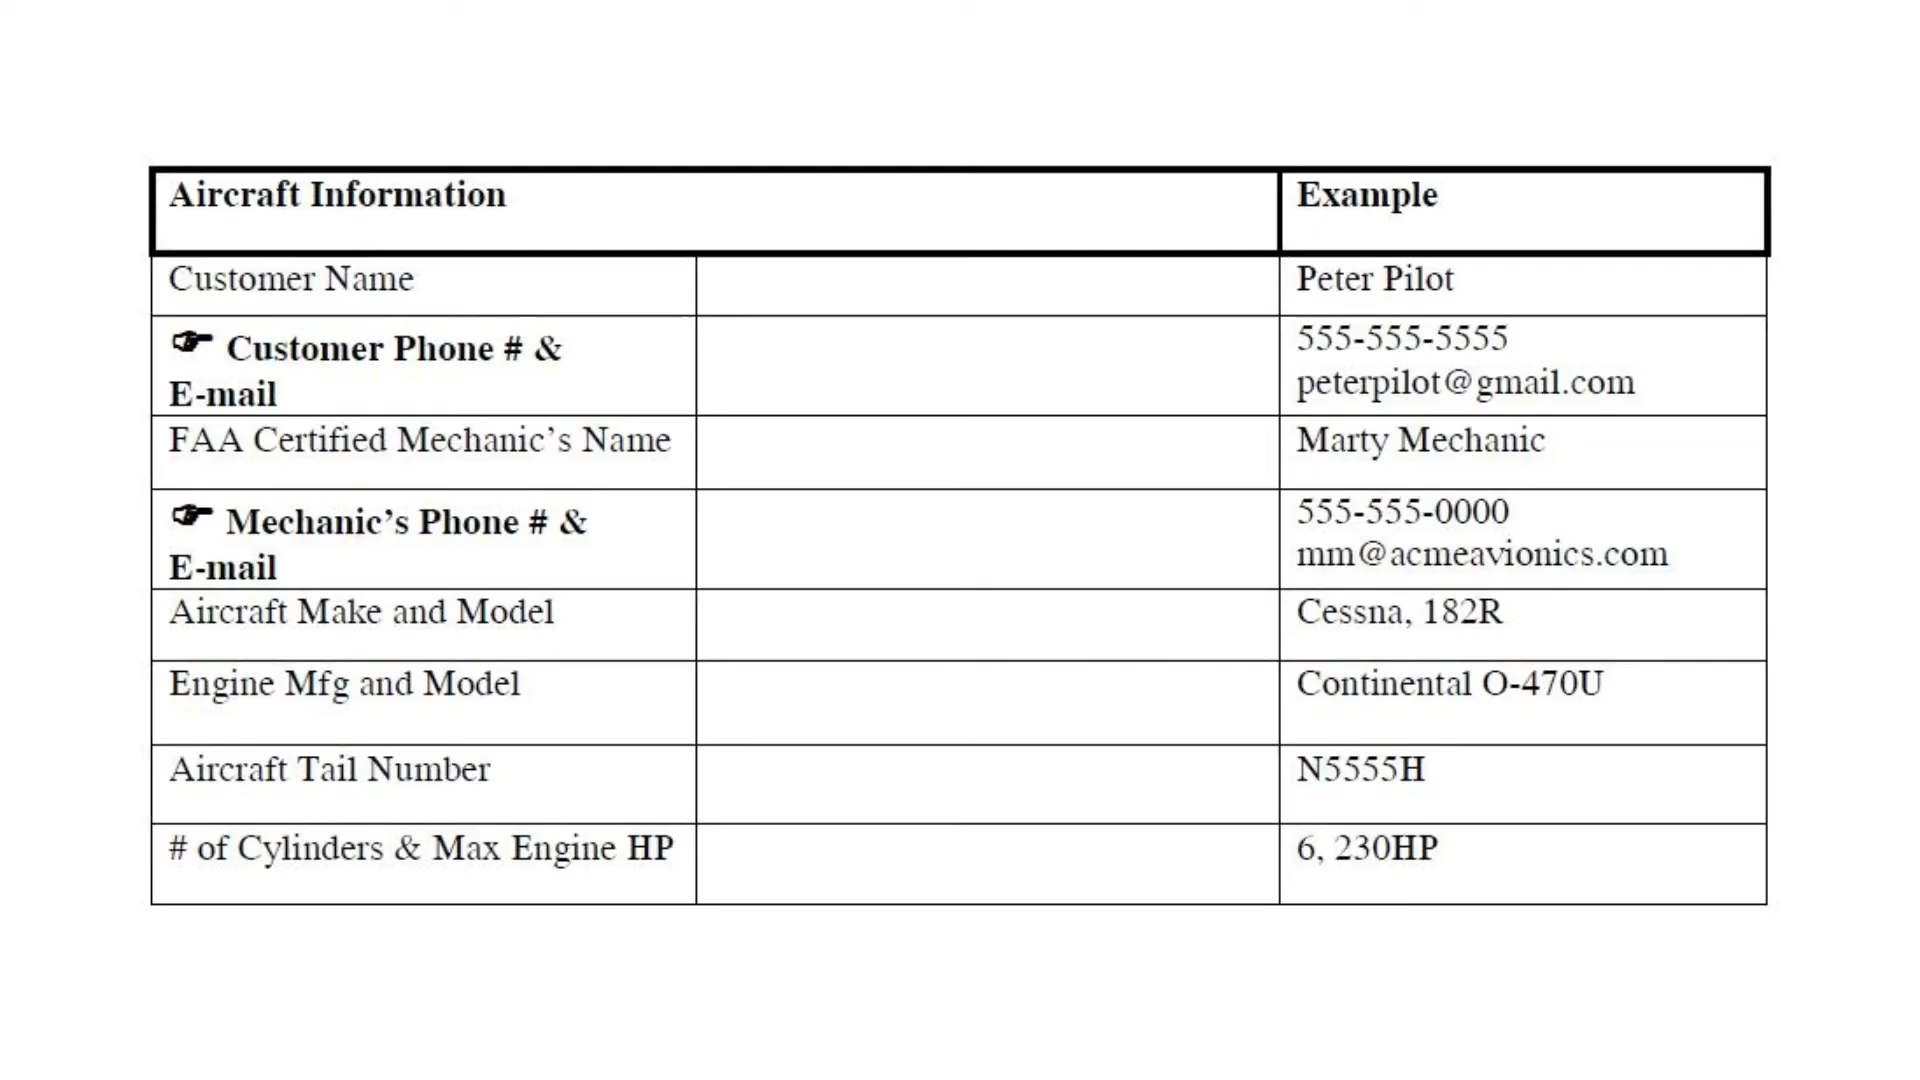 Aircraft Information
Example
Customer Name
Peter Pilot
☞ Customer Phone # &
E-mail
555-555-5555
peterpilot@gmail.com
FAA Certified Mechanic’s Name
Marty Mechanic
☞ Mechanic’s Phone # &
E-mail
555-555-0000
mm@acmeavionics.com
Aircraft Make and Model
Cessna, 182R
Engine Mfg and Model
Continental O-470U
Aircraft Tail Number
N5555H
# of Cylinders & Max Engine HP
6, 230HP